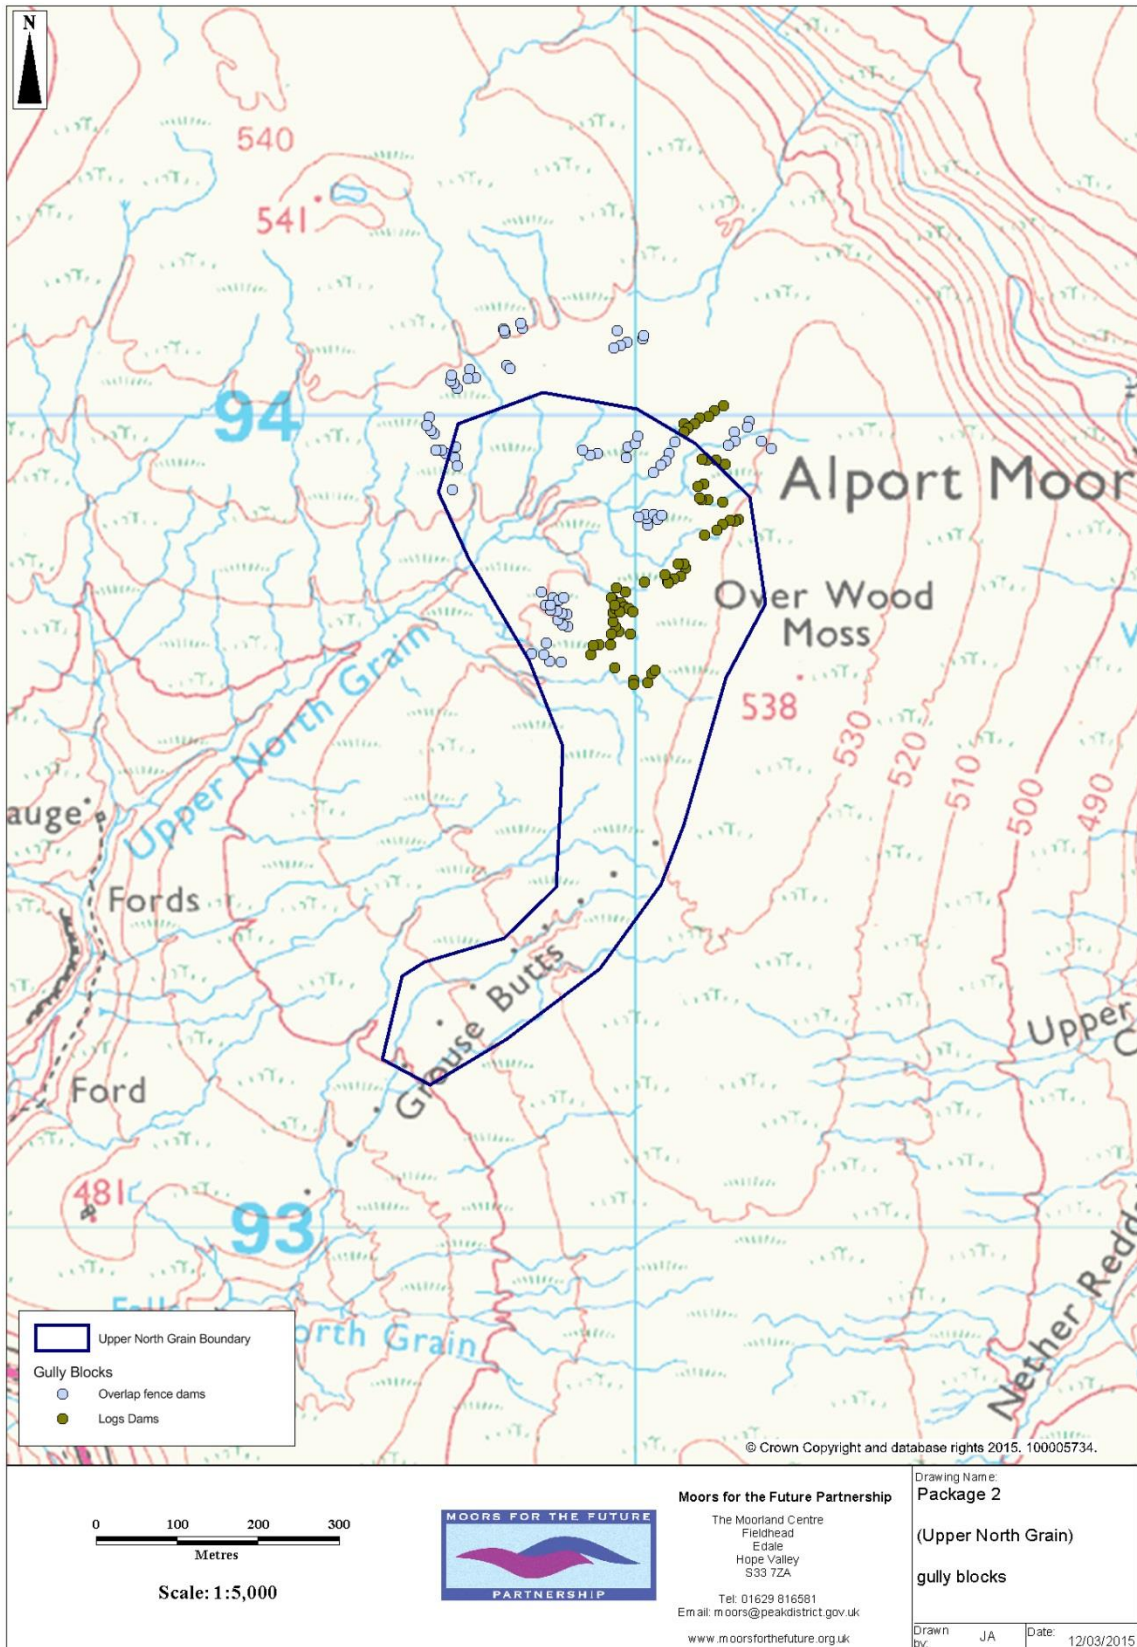 N
540
541
94
Alport Moor
Over Wood
Moss
538
530
520
510
500
490
Upper North Grain
auge
Fords
Grouse Butts
Ford
Upper
481
93
Nether Redd
North Grain
Upper North Grain Boundary
Gully Blocks
Overlap fence dams
Logs Dams
© Crown Copyright and database rights 2015. 100005734.
0 100 200 300
Metres
Scale: 1:5,000
MOORS FOR THE FUTURE
PARTNERSHIP
Moors for the Future Partnership
The Moorland Centre
Fieldhead
Edale
Hope Valley
S33 7ZA
Tel: 01629 816581
Email: moors@peakdistrict.gov.uk
www.moorsforthefuture.org.uk
Drawing Name:
Package 2
(Upper North Grain)
gully blocks
Drawn by: JA
Date: 12/03/2015